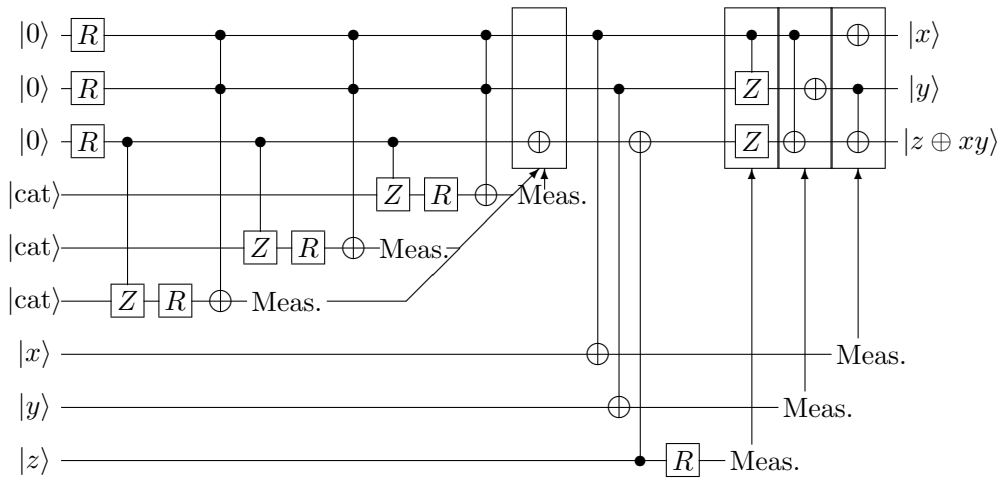 |0⟩ R |x⟩
|0⟩ R Z |y⟩
|0⟩ R Z |z ⊕ xy⟩
|cat⟩ Z R Meas.
|cat⟩ Z R Meas.
|cat⟩ Z R Meas.
|x⟩ Meas.
|y⟩ Meas.
|z⟩ R Meas.